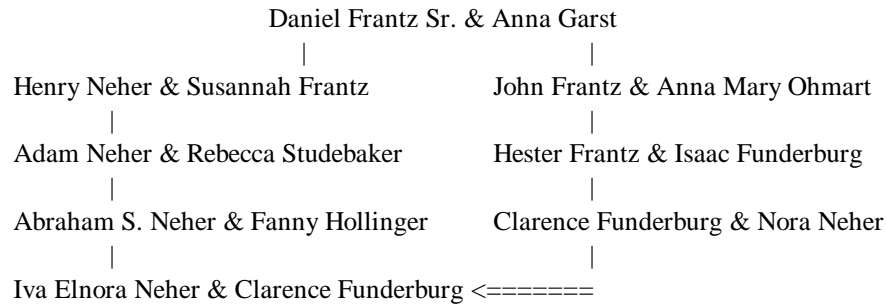 Daniel Frantz Sr. & Anna Garst
| |
Henry Neher & Susannah Frantz John Frantz & Anna Mary Ohmart
| |
Adam Neher & Rebecca Studebaker Hester Frantz & Isaac Funderburg
| |
Abraham S. Neher & Fanny Hollinger Clarence Funderburg & Nora Neher
| |
Iva Elnora Neher & Clarence Funderburg <=======